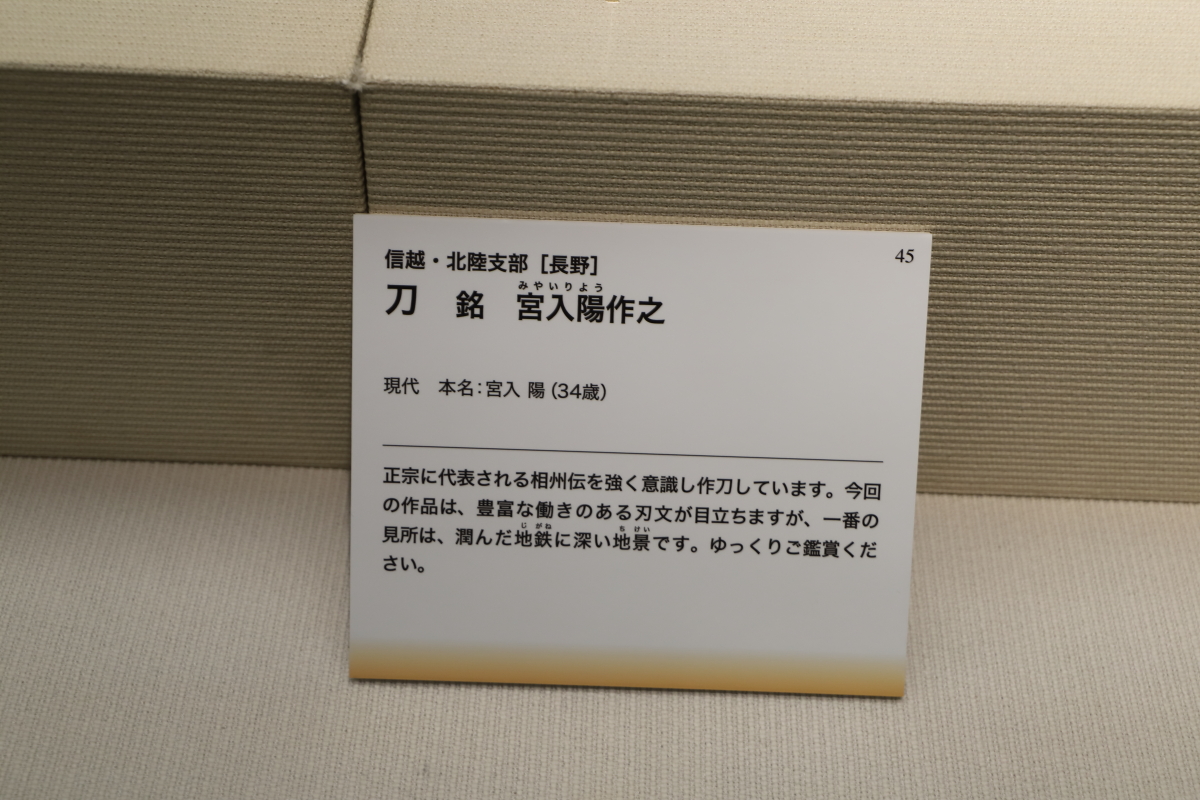 45
信越・北陸支部［長野］
みやいりよう
刀　銘　宮入陽作之
現代　本名：宮入 陽（34歳）
正宗に代表される相州伝を強く意識し作刀しています。今回
の作品は、豊富な働きのある刃文が目立ちますが、一番の
じがね　ちけい
見所は、潤んだ地鉄に深い地景です。ゆっくりご鑑賞くだ
さい。